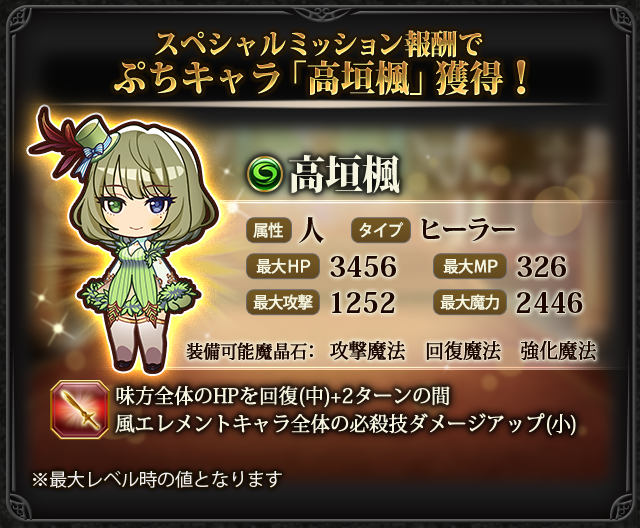 スペシャルミッション報酬で
ぷちキャラ「高垣楓」獲得！
高垣楓
属性 人 タイプ ヒーラー
最大HP 3456 最大MP 326
最大攻撃 1252 最大魔力 2446
装備可能魔晶石： 攻撃魔法 回復魔法 強化魔法
味方全体のHPを回復(中)+2ターンの間
風エレメントキャラ全体の必殺技ダメージアップ(小)
※最大レベル時の値となります